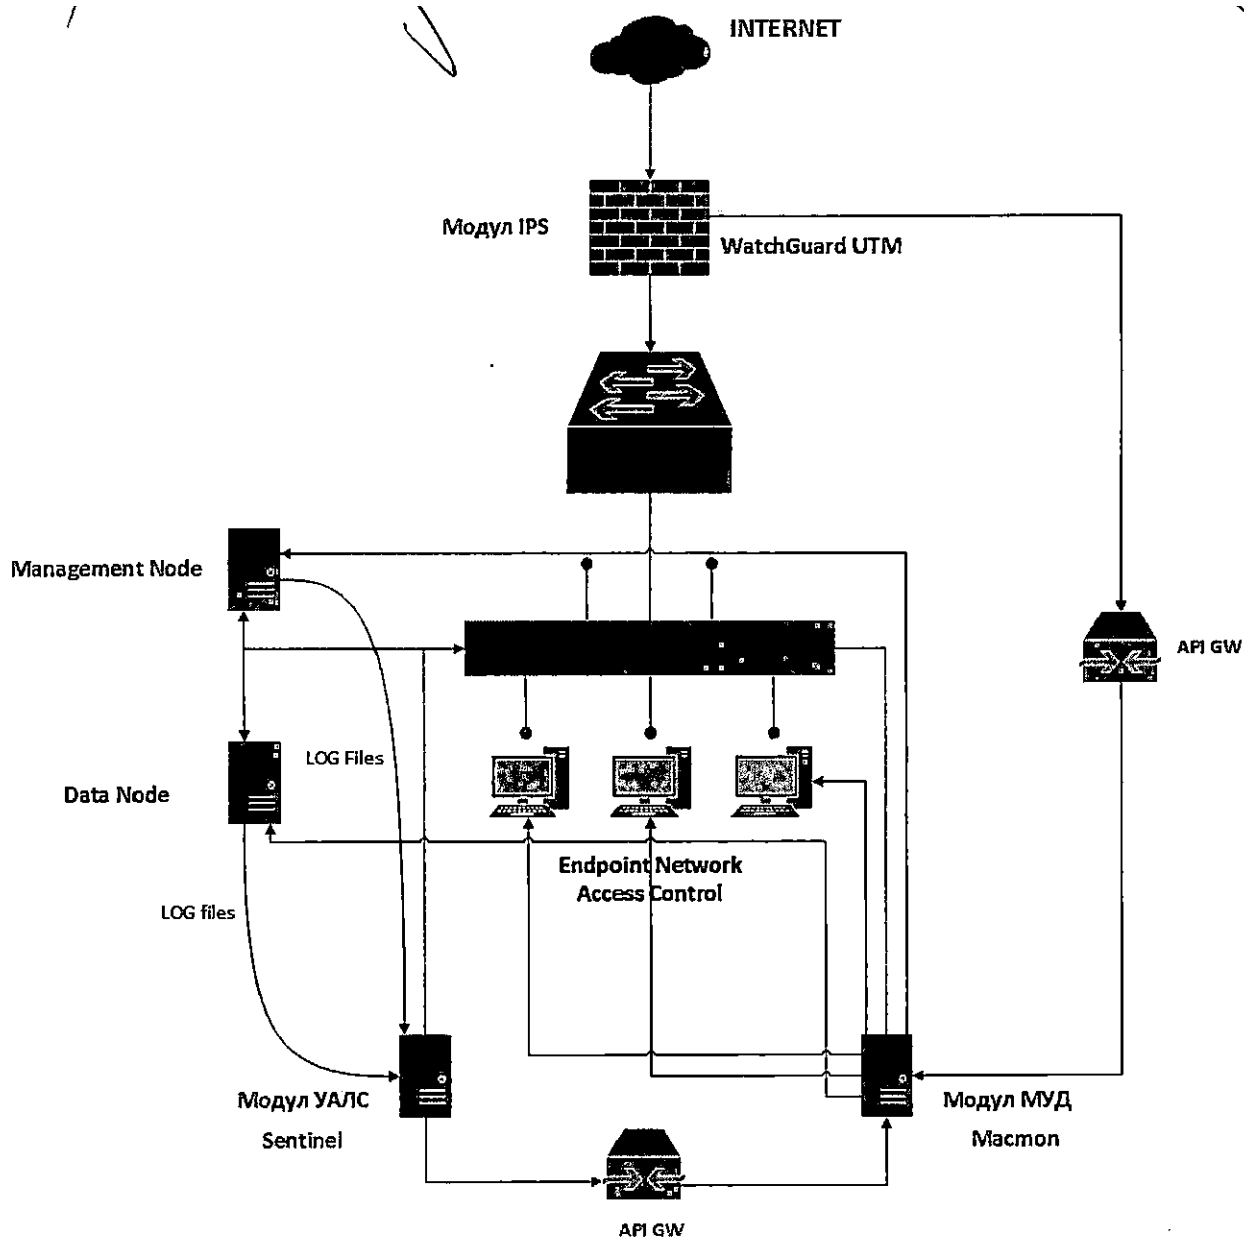 INTERNET
Модул IPS
WatchGuard UTM
Management Node
API GW
LOG Files
Data Node
Endpoint Network
Access Control
LOG files
Модул УАЛС
Sentinel
Модул МУД
Macmon
API GW